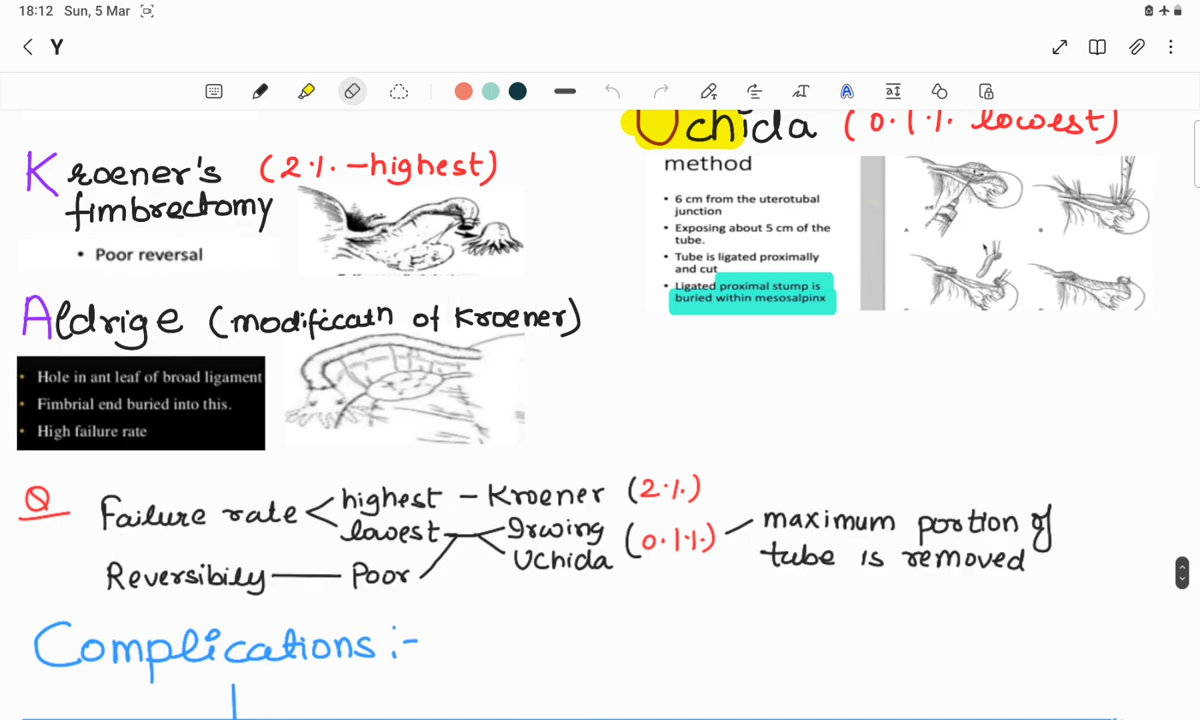 18:12 Sun, 5 Mar
Y
Kroener's (2%-highest)
fimbrectomy
• Poor reversal
Aldrige (modificatn of Kroener)
• Hole in ant leaf of broad ligament
• Fimbrial end buried into this.
• High failure rate
Uchida (0.1% lowest)
method
• 6 cm from the uterotubal
junction
• Exposing about 5 cm of the
tube.
• Tube is ligated proximally
and cut
• Ligated proximal stump is
buried within mesosalpinx
Q Failure rate < highest - Kroener (2%)
lowest - Irwing
Uchida (0.1%) - maximum portion of
tube is removed
Reversibily - Poor
Complications :-